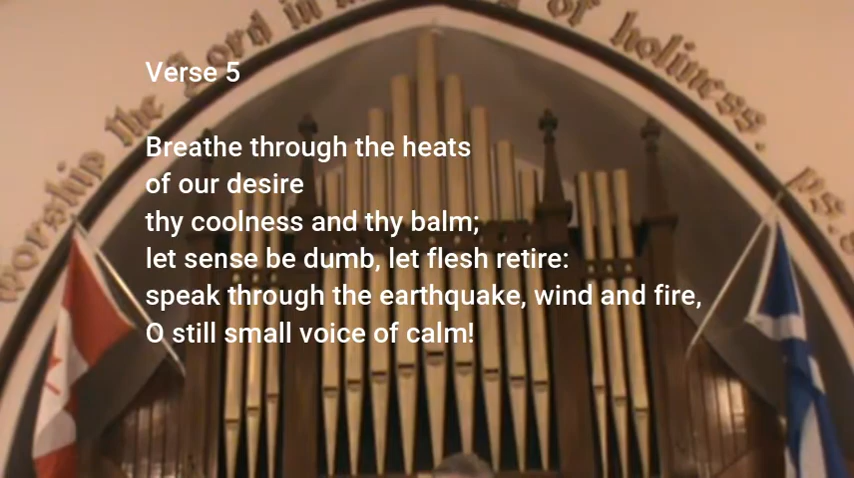 worship the Lord in of holiness. ps.
Verse 5
Breathe through the heats
of our desire
thy coolness and thy balm;
let sense be dumb, let flesh retire:
speak through the earthquake, wind and fire,
O still small voice of calm!